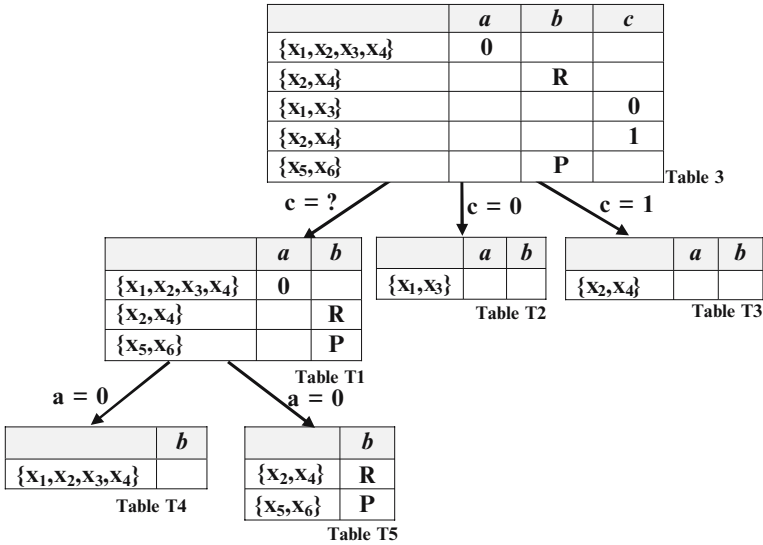 a b c
{x₁,x₂,x₃,x₄} 0
{x₂,x₄} R
{x₁,x₃} 0
{x₂,x₄} 1
{x₅,x₆} P
Table 3
c = ?
c = 0
c = 1
a b
{x₁,x₂,x₃,x₄} 0
{x₂,x₄} R
{x₅,x₆} P
Table T1
a b
{x₁,x₃}
Table T2
a b
{x₂,x₄}
Table T3
a = 0
a = 0
b
{x₁,x₂,x₃,x₄}
Table T4
b
{x₂,x₄} R
{x₅,x₆} P
Table T5